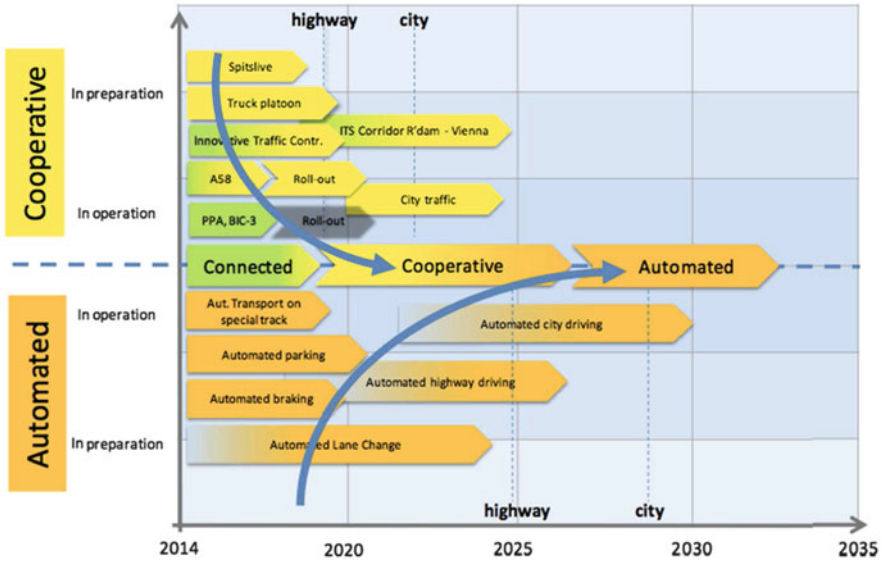 highway city
Cooperative
In preparation
Spitslive
Truck platoon
ITS Corridor R'dam - Vienna
Innovative Traffic Contr.
A58
Roll-out
City traffic
In operation
PPA, BIC-3
Roll-out
Connected
Cooperative
Automated
Automated
In operation
Aut. Transport on
special track
Automated city driving
Automated parking
Automated highway driving
Automated braking
In preparation
Automated Lane Change
highway city
2014 2020 2025 2030 2035